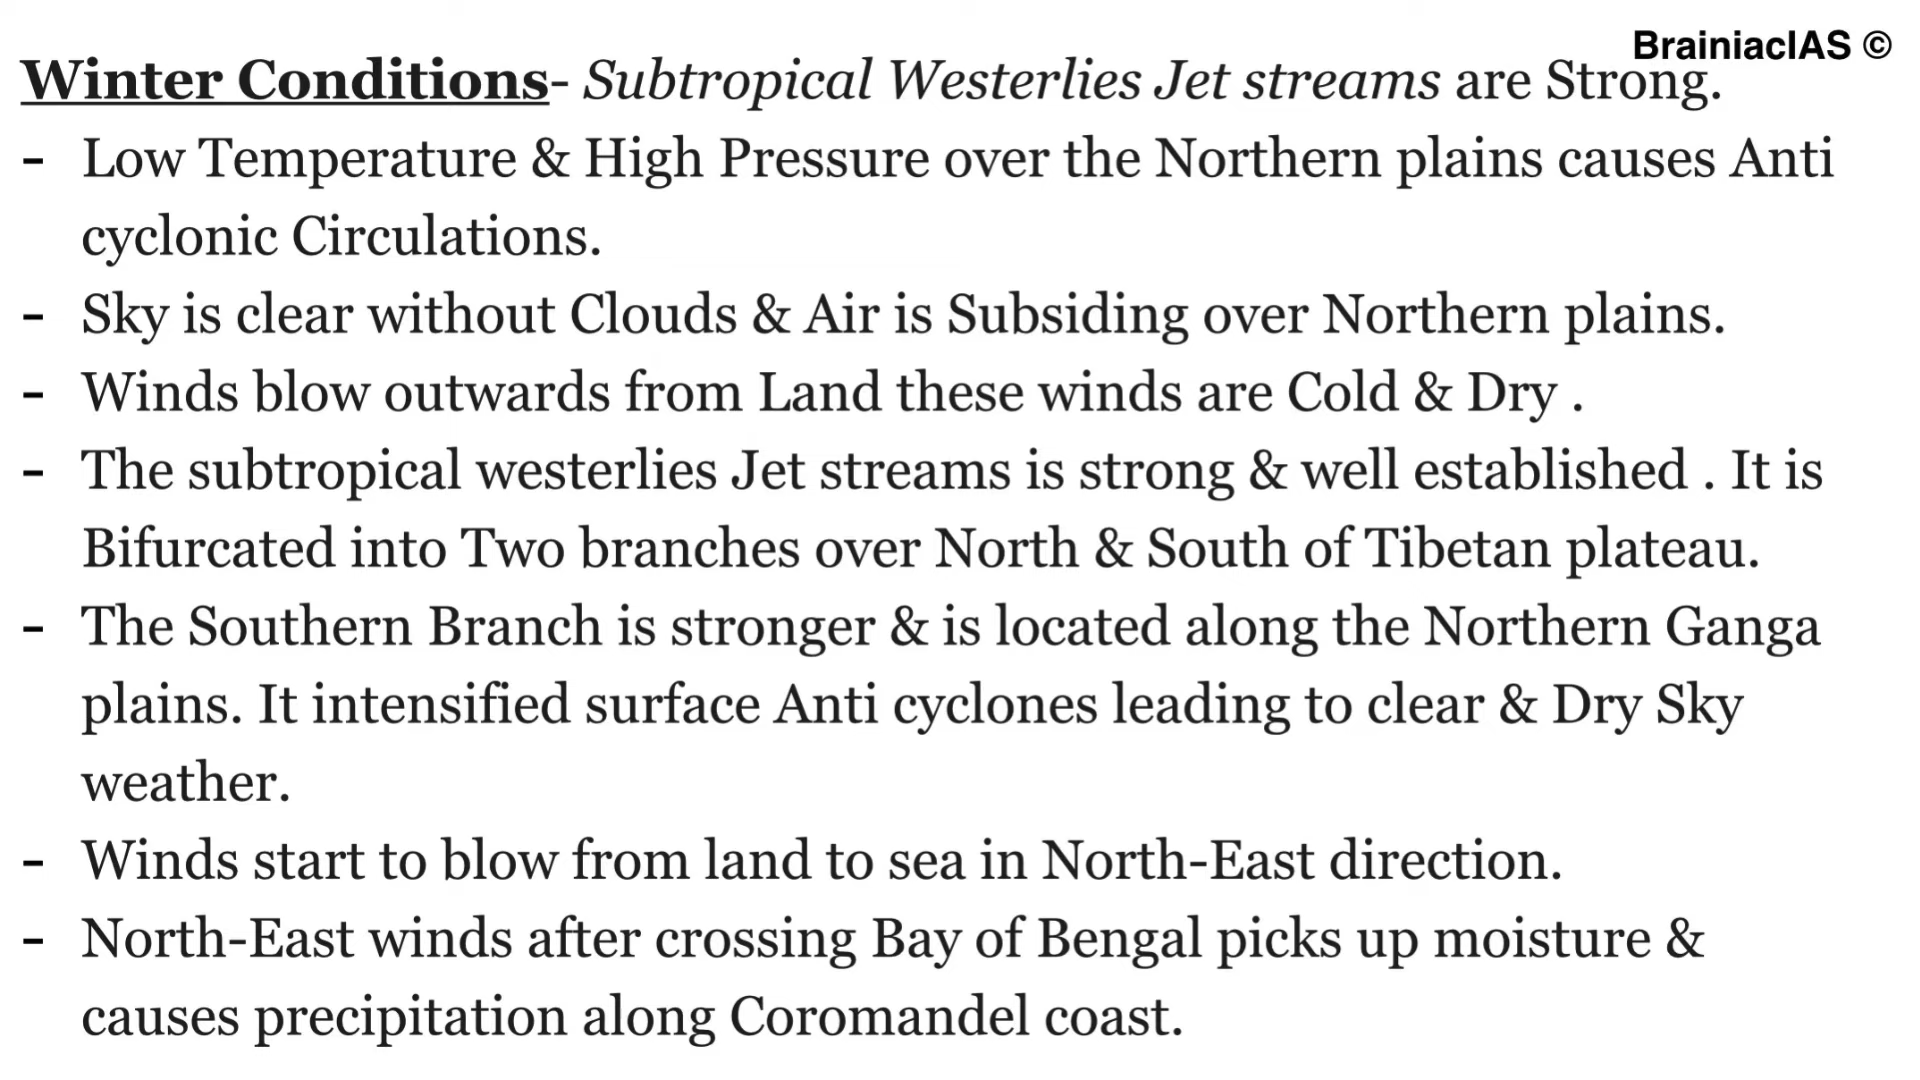 BrainiacIAS ©
Winter Conditions- Subtropical Westerlies Jet streams are Strong.
- Low Temperature & High Pressure over the Northern plains causes Anti
cyclonic Circulations.
- Sky is clear without Clouds & Air is Subsiding over Northern plains.
- Winds blow outwards from Land these winds are Cold & Dry .
- The subtropical westerlies Jet streams is strong & well established . It is
Bifurcated into Two branches over North & South of Tibetan plateau.
- The Southern Branch is stronger & is located along the Northern Ganga
plains. It intensified surface Anti cyclones leading to clear & Dry Sky
weather.
- Winds start to blow from land to sea in North-East direction.
- North-East winds after crossing Bay of Bengal picks up moisture &
causes precipitation along Coromandel coast.